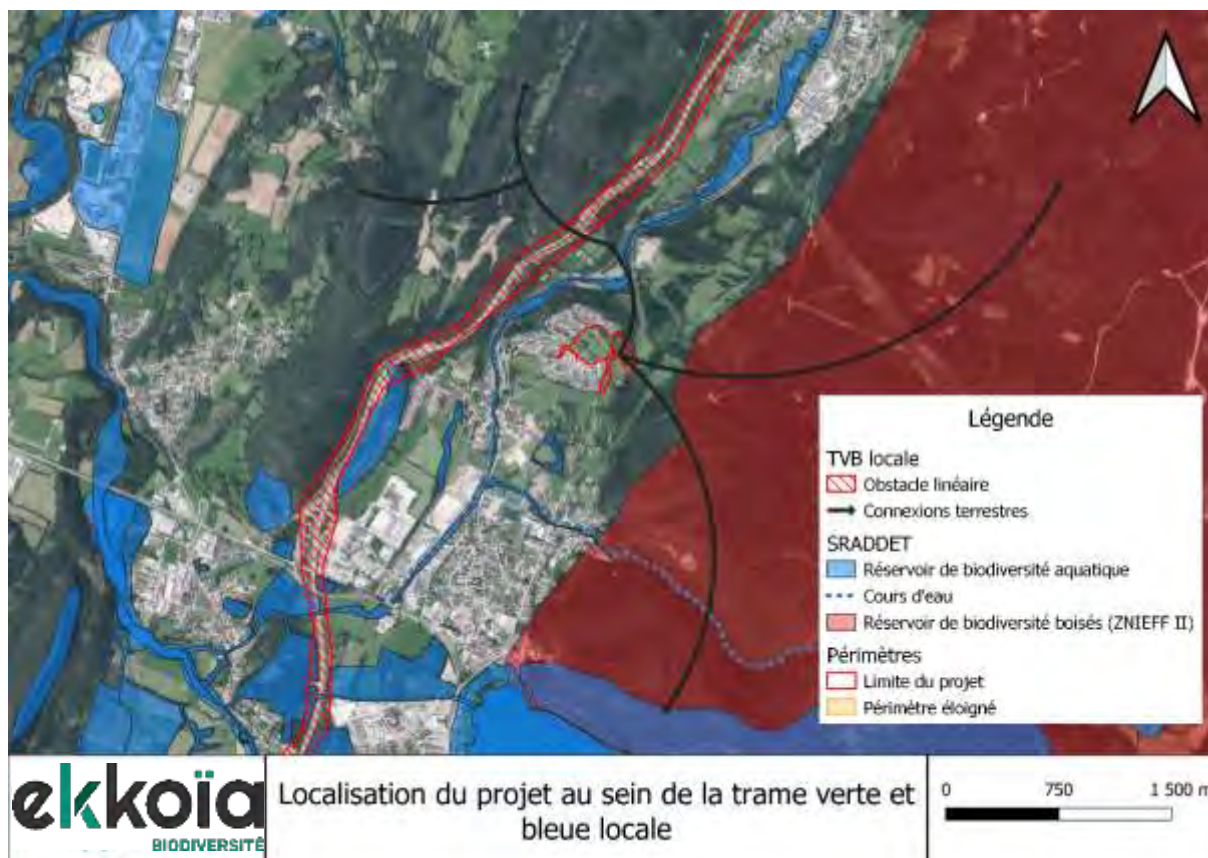 Légende
TVB locale
Obstacle linéaire
Connexions terrestres
SRADDET
Réservoir de biodiversité aquatique
Cours d'eau
Réservoir de biodiversité boisés (ZNIEFF II)
Périmètres
Limite du projet
Périmètre éloigné
ekkoïa
BIODIVERSITÉ
Localisation du projet au sein de la trame verte et
bleue locale
0 750 1 500 m